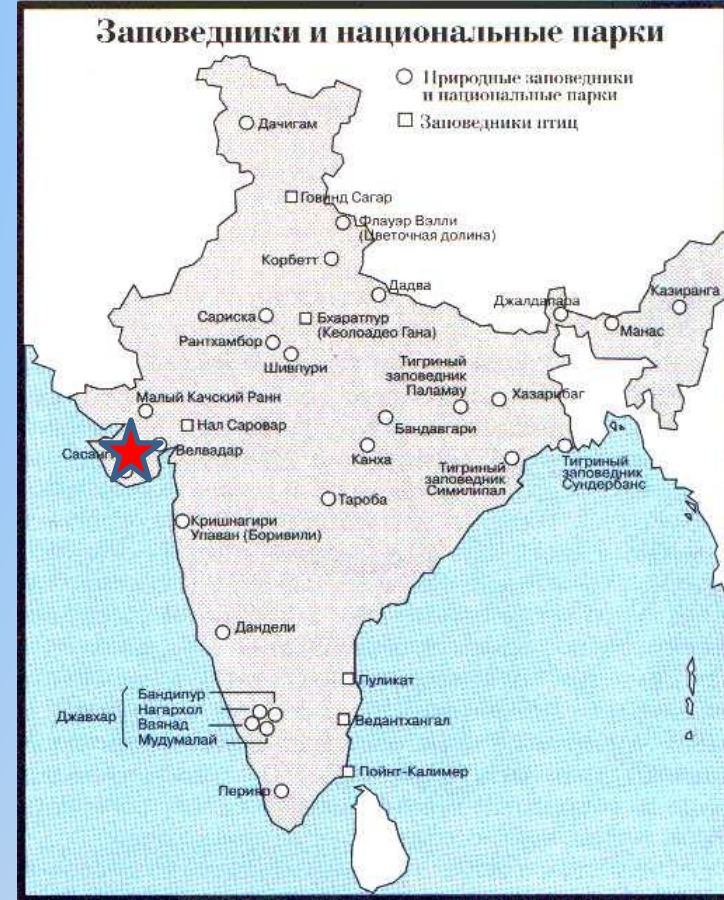 Заповедники и национальные парки
Природные заповедники
и национальные парки
Заповедники птиц
Дачигам
Говинд Сагар
Флауэр Вэлли
(Цветочная долина)
Корбетт
Дадва
Джалдапара
Казиранга
Манас
Сариска
Бхаратпур
(Кеоладео Гана)
Рантхамбор
Шивпури
Тигриный
заповедник
Паламау
Хазарибаг
Малый Качский Ранн
Нал Саровар
Бандавгари
Велвадар
Канха
Тигриный
заповедник
Симилипал
Тигриный
заповедник
Сундербанс
Тароба
Кришнагири
Упаван (Боривили)
Дандели
Пуликат
Джавхар
Бандипур
Нагархол
Ваянад
Мудумалай
Ведантхангал
Пойнт-Калимер
Перияр